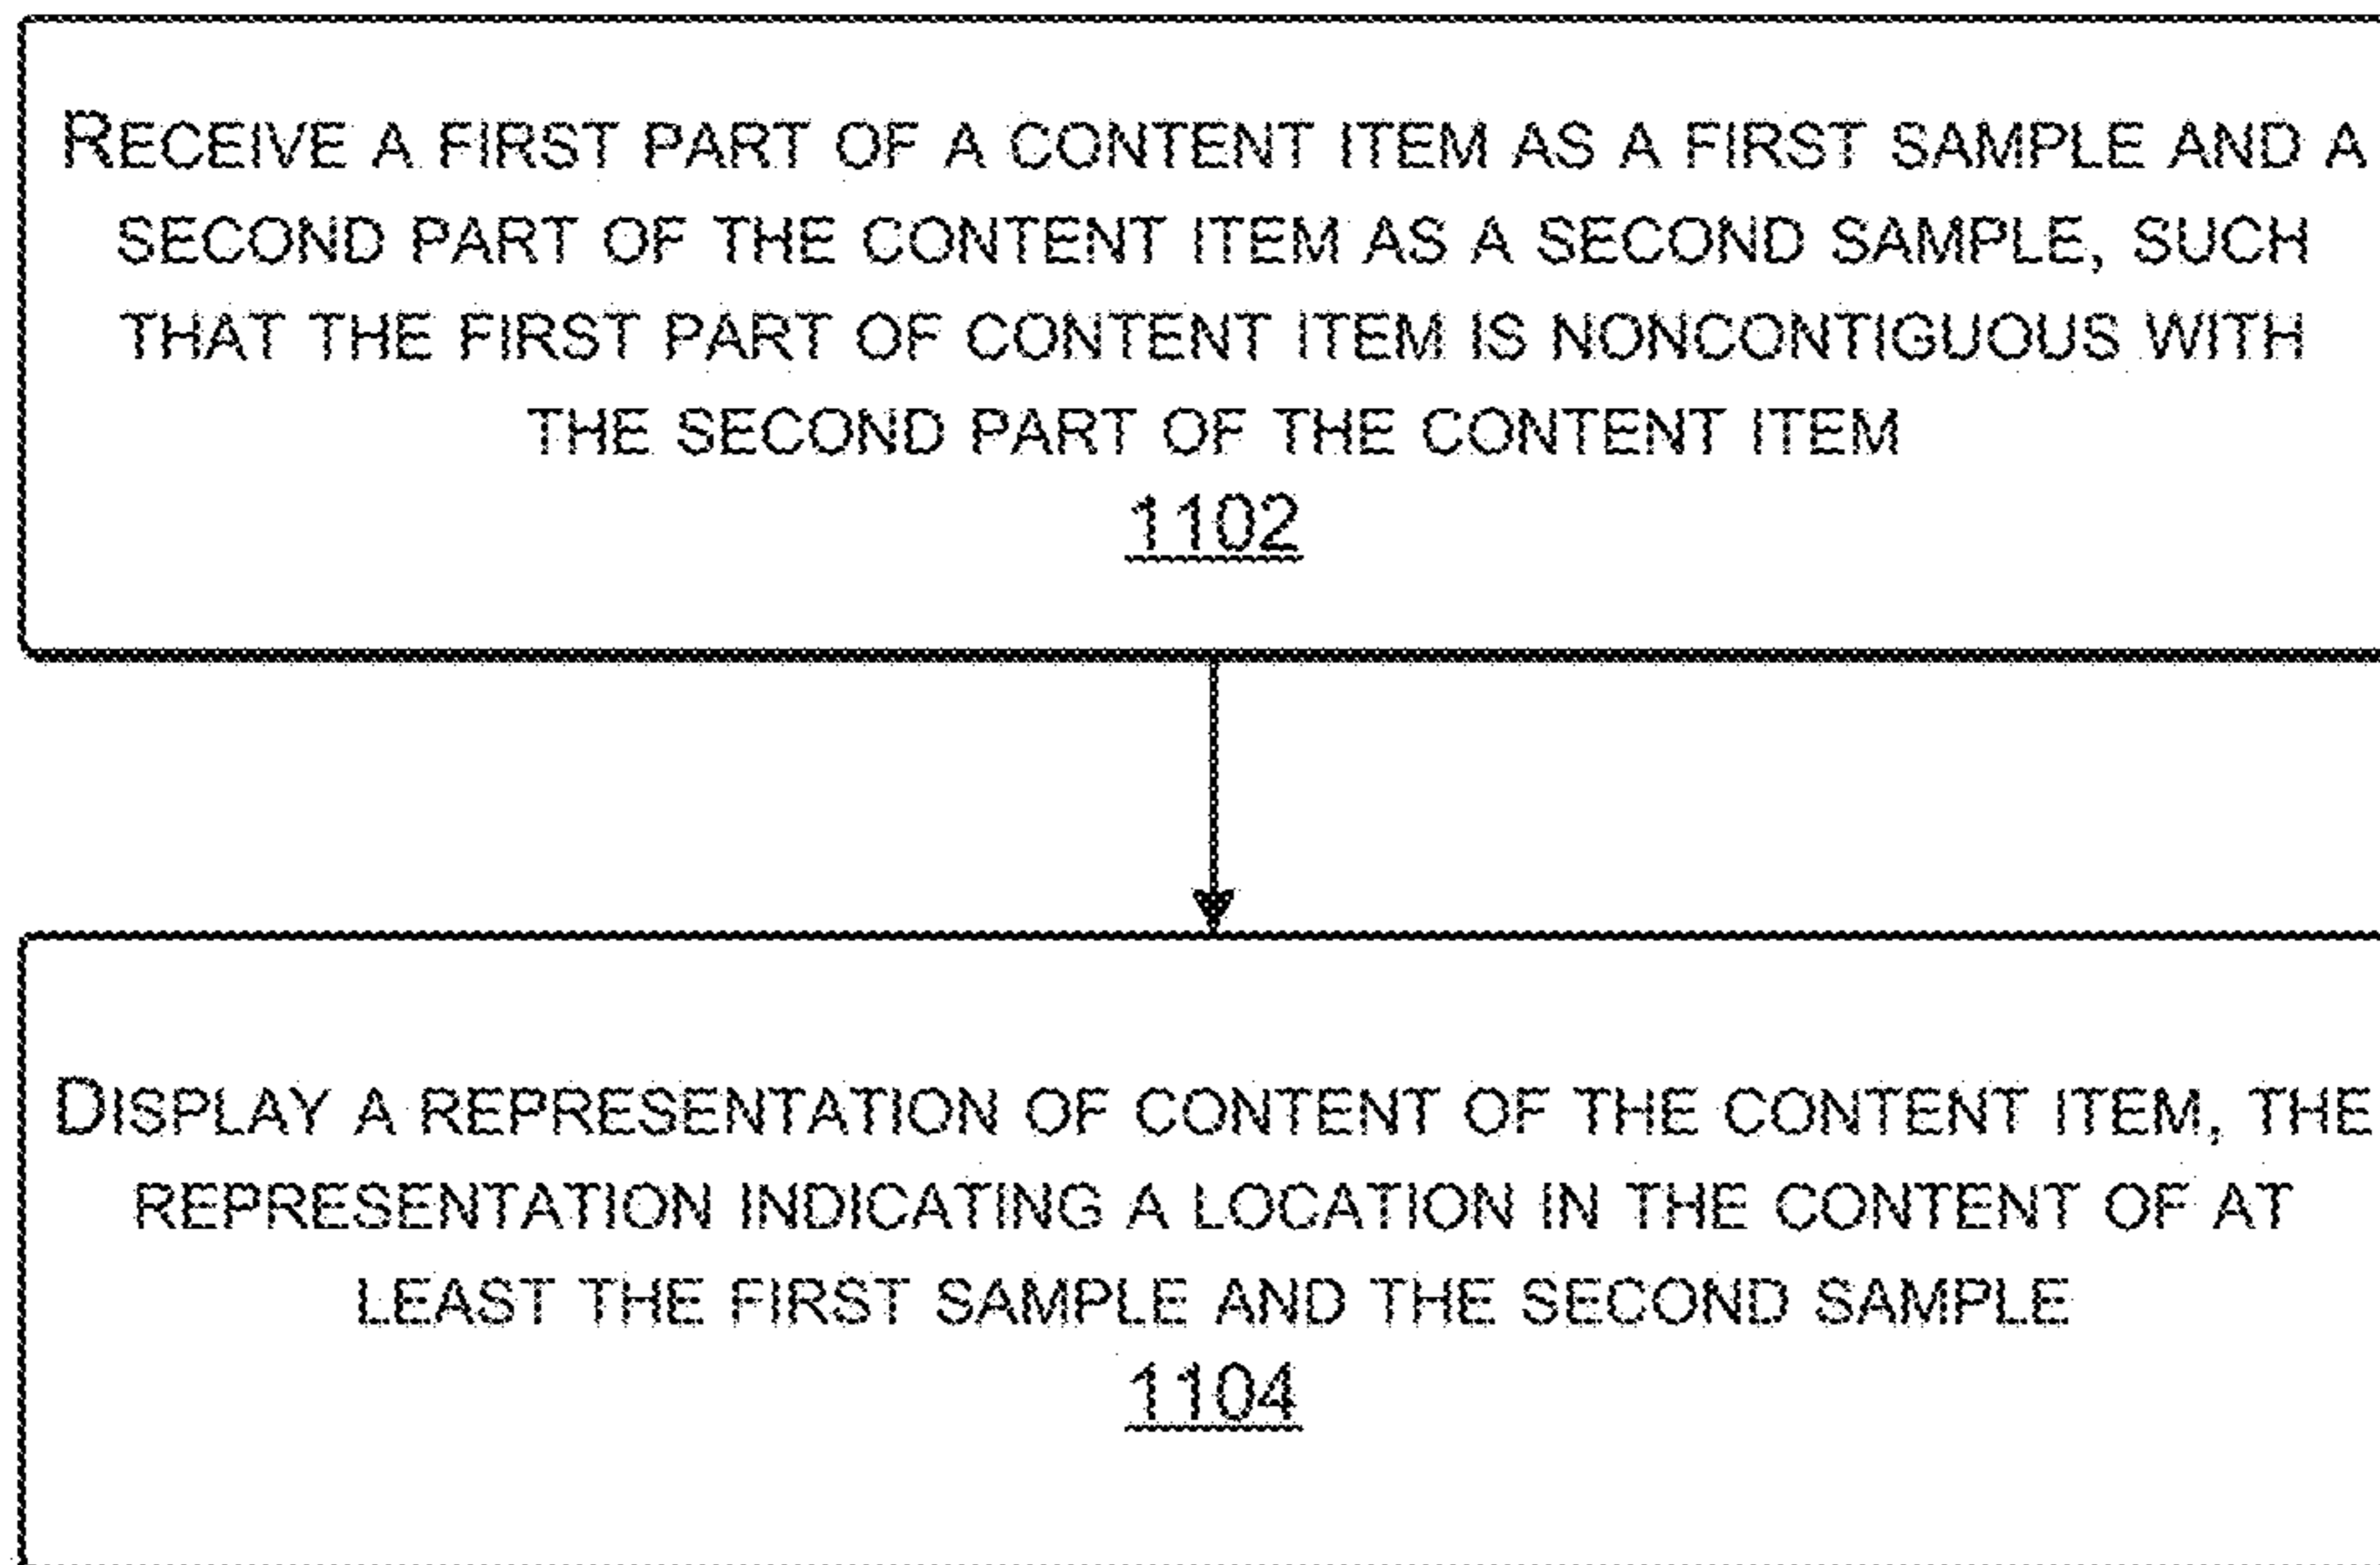 RECEIVE A FIRST PART OF A CONTENT ITEM AS A FIRST SAMPLE AND A
SECOND PART OF THE CONTENT ITEM AS A SECOND SAMPLE, SUCH
THAT THE FIRST PART OF CONTENT ITEM IS NONCONTIGUOUS WITH
THE SECOND PART OF THE CONTENT ITEM
1102
DISPLAY A REPRESENTATION OF CONTENT OF THE CONTENT ITEM, THE
REPRESENTATION INDICATING A LOCATION IN THE CONTENT OF AT
LEAST THE FIRST SAMPLE AND THE SECOND SAMPLE
1104